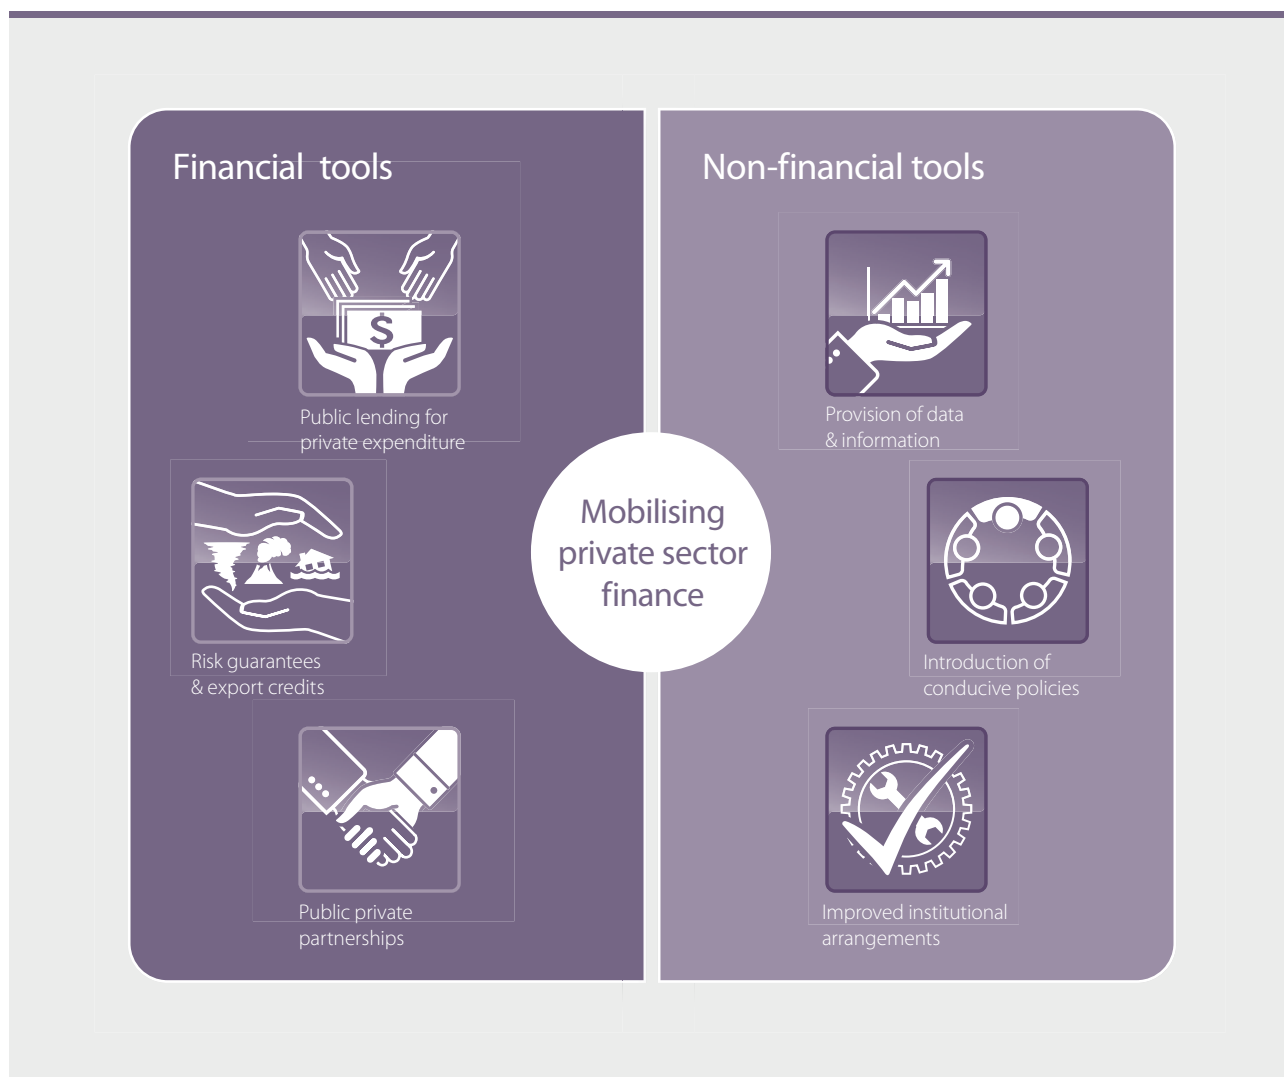 Financial tools
Public lending for
private expenditure
Risk guarantees
& export credits
Public private
partnerships
Mobilising
private sector
finance
Non-financial tools
Provision of data
& information
Introduction of
conducive policies
Improved institutional
arrangements
$